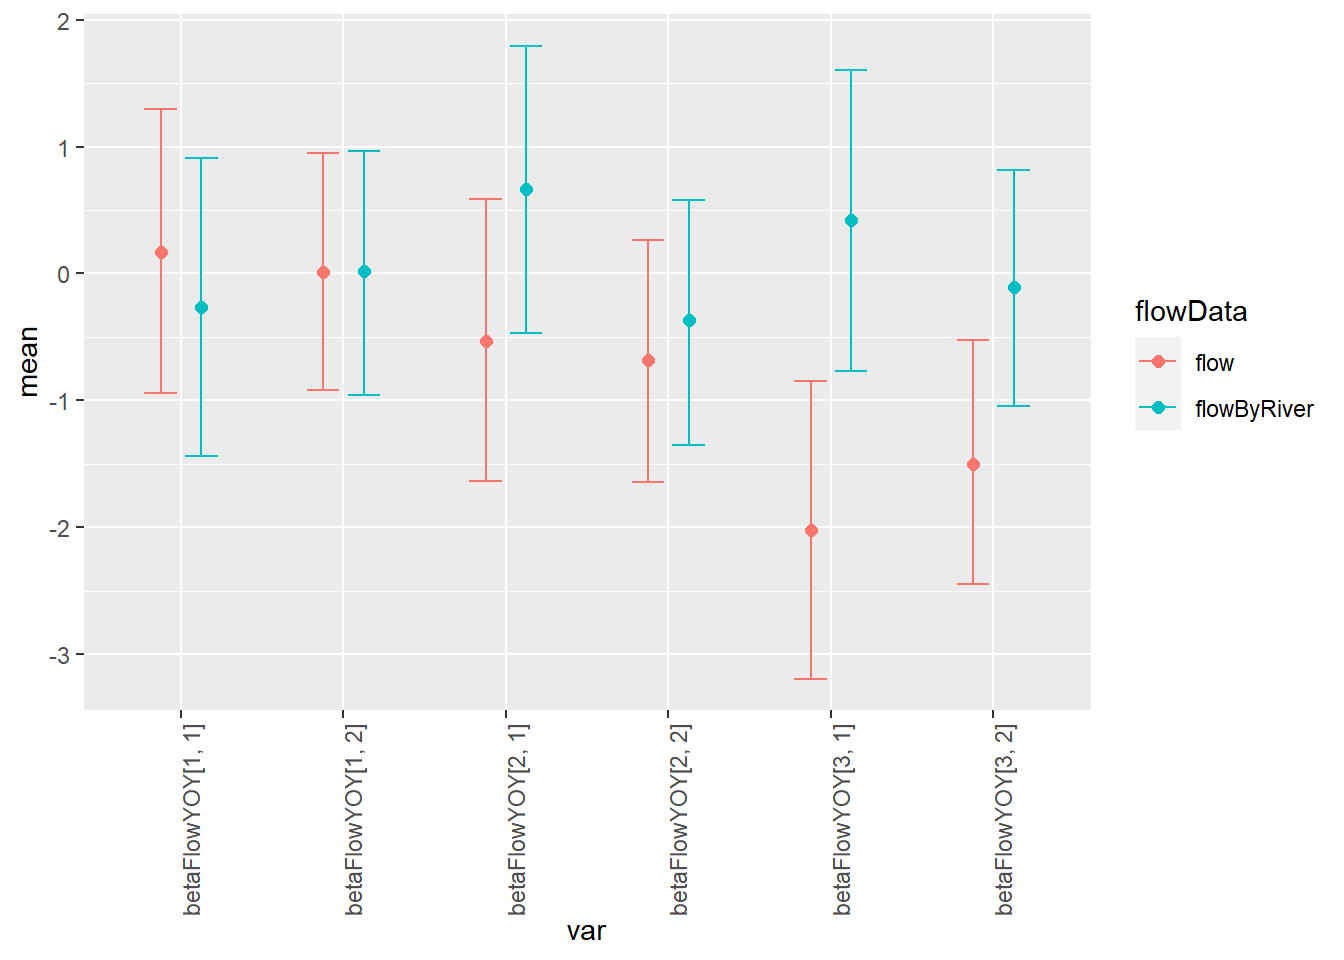 2
1
0
-1
-2
-3
mean
betaFlowYOY[1, 1]
betaFlowYOY[1, 2]
betaFlowYOY[2, 1]
betaFlowYOY[2, 2]
betaFlowYOY[3, 1]
betaFlowYOY[3, 2]
var
flowData
flow
flowByRiver